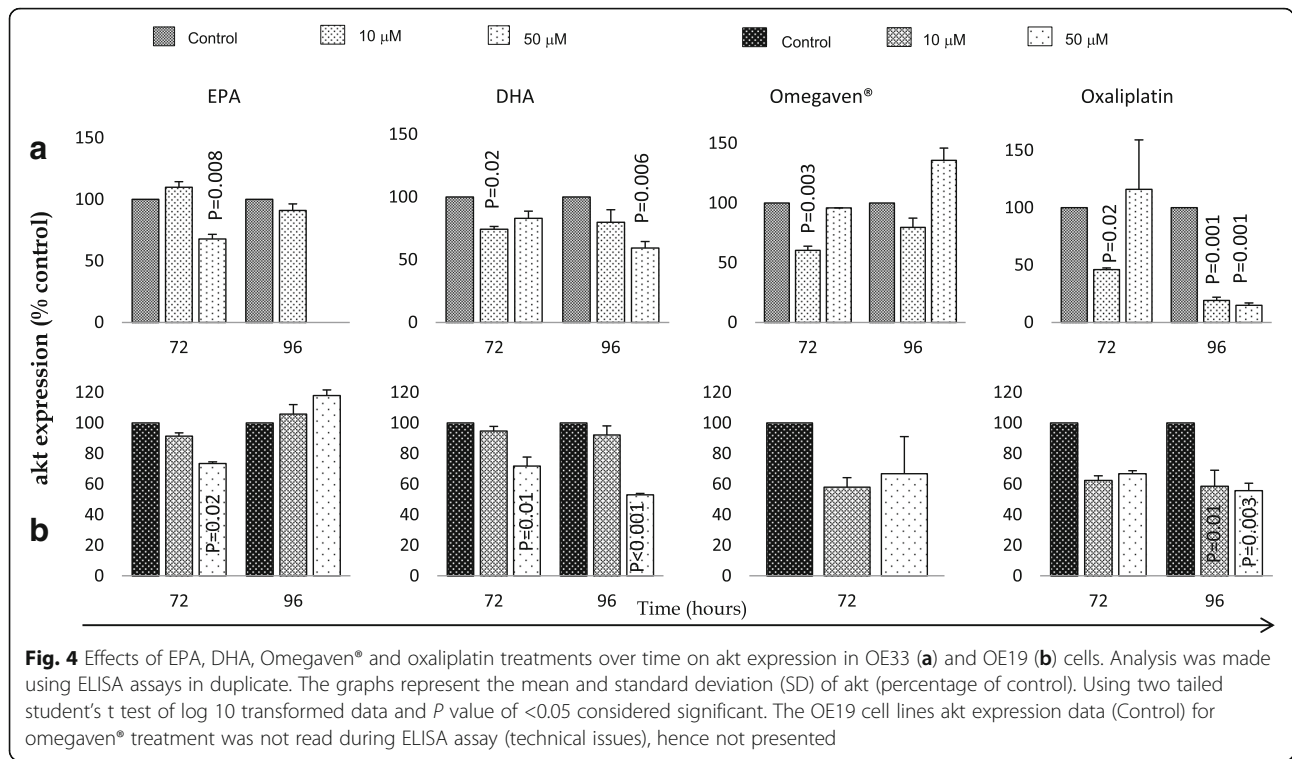 Control 10 μM 50 μM Control 10 μM 50 μM
EPA DHA Omegaven® Oxaliplatin
a
akt expression (% control)
150
100
50
0
P=0.008
72 96
150
100
50
0
P=0.02
P=0.006
72 96
150
100
50
0
P=0.003
72 96
150
100
50
0
P=0.02
P=0.001
P=0.001
72 96
b
120
100
80
60
40
20
0
P=0.02
72 96
120
100
80
60
40
20
0
P=0.01
P<0.001
72 96
120
100
80
60
40
20
0
72
120
100
80
60
40
20
0
P=0.01
P=0.003
72 96
Time (hours)
Fig. 4 Effects of EPA, DHA, Omegaven® and oxaliplatin treatments over time on akt expression in OE33 (a) and OE19 (b) cells. Analysis was made
using ELISA assays in duplicate. The graphs represent the mean and standard deviation (SD) of akt (percentage of control). Using two tailed
student's t test of log 10 transformed data and P value of <0.05 considered significant. The OE19 cell lines akt expression data (Control) for
omegaven® treatment was not read during ELISA assay (technical issues), hence not presented